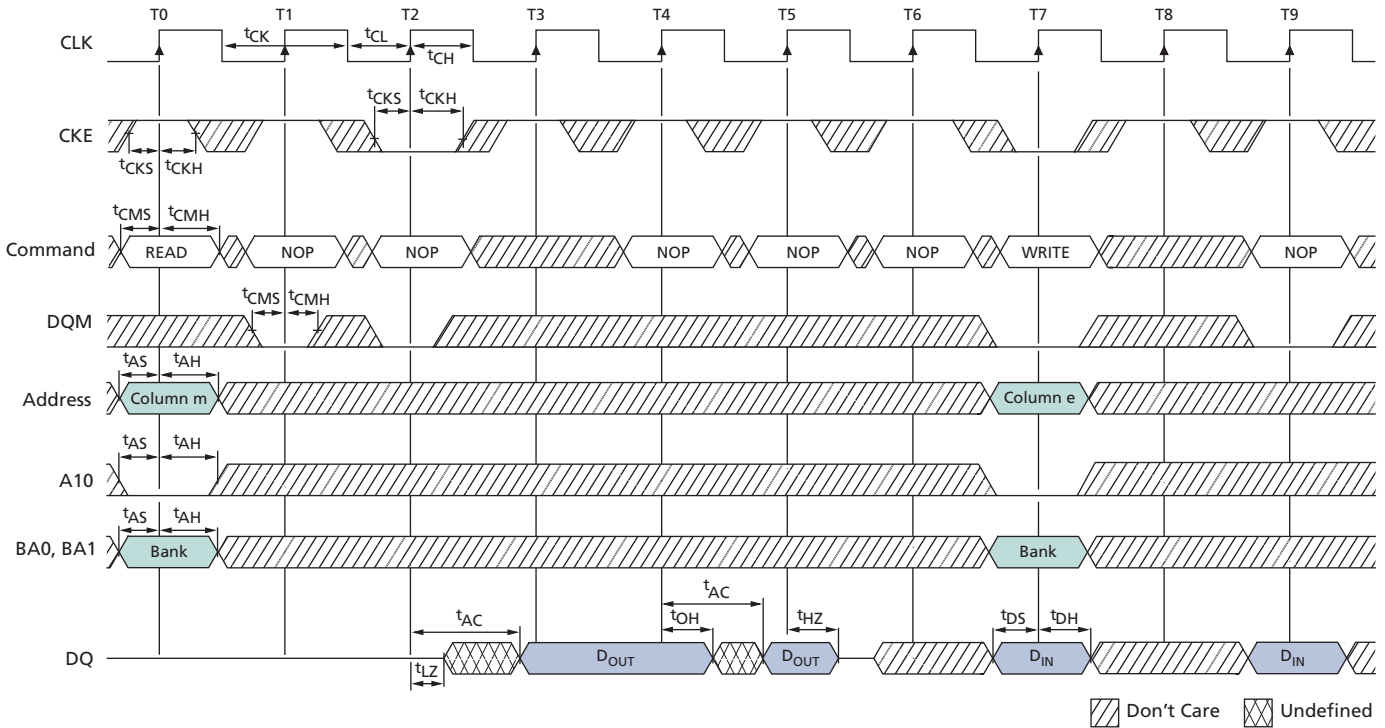 T0 T1 T2 T3 T4 T5 T6 T7 T8 T9
CLK
tCK tCL
tCH
tCKS tCKH
CKE
tCKS tCKH
tCMS tCMH
Command READ NOP NOP NOP NOP NOP WRITE NOP
tCMS tCMH
DQM
tAS tAH
Address Column m Column e
tAS tAH
A10
tAS tAH
BA0, BA1 Bank Bank
tAC
tAC tOH tHZ tDS tDH
DQ DOUT DOUT DIN DIN
tLZ
Don't Care Undefined